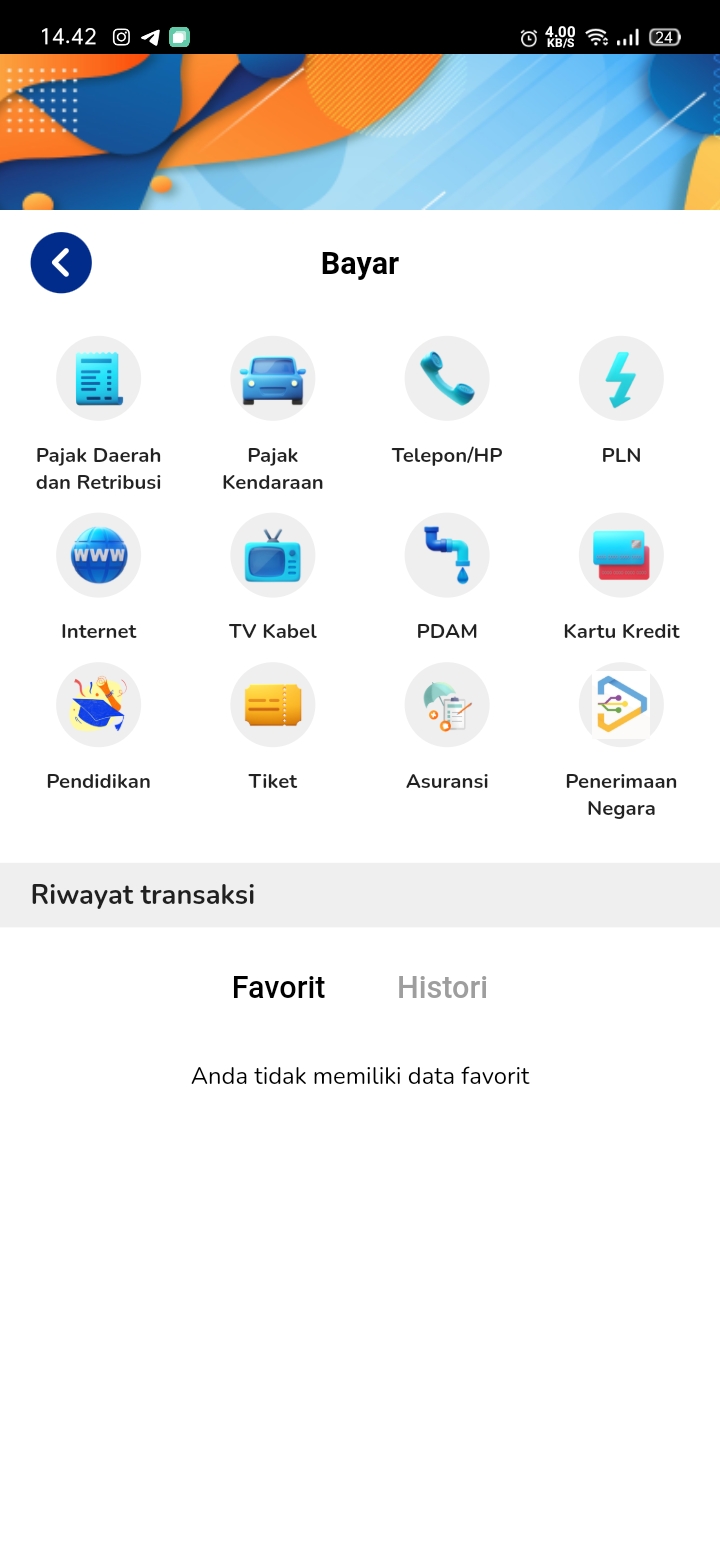 14.42
4.00
KB/S
24
Bayar
Pajak Daerah
dan Retribusi
Pajak
Kendaraan
Telepon/HP
PLN
WWW
Internet
TV Kabel
PDAM
Kartu Kredit
Pendidikan
Tiket
Asuransi
Penerimaan
Negara
Riwayat transaksi
Favorit
Histori
Anda tidak memiliki data favorit